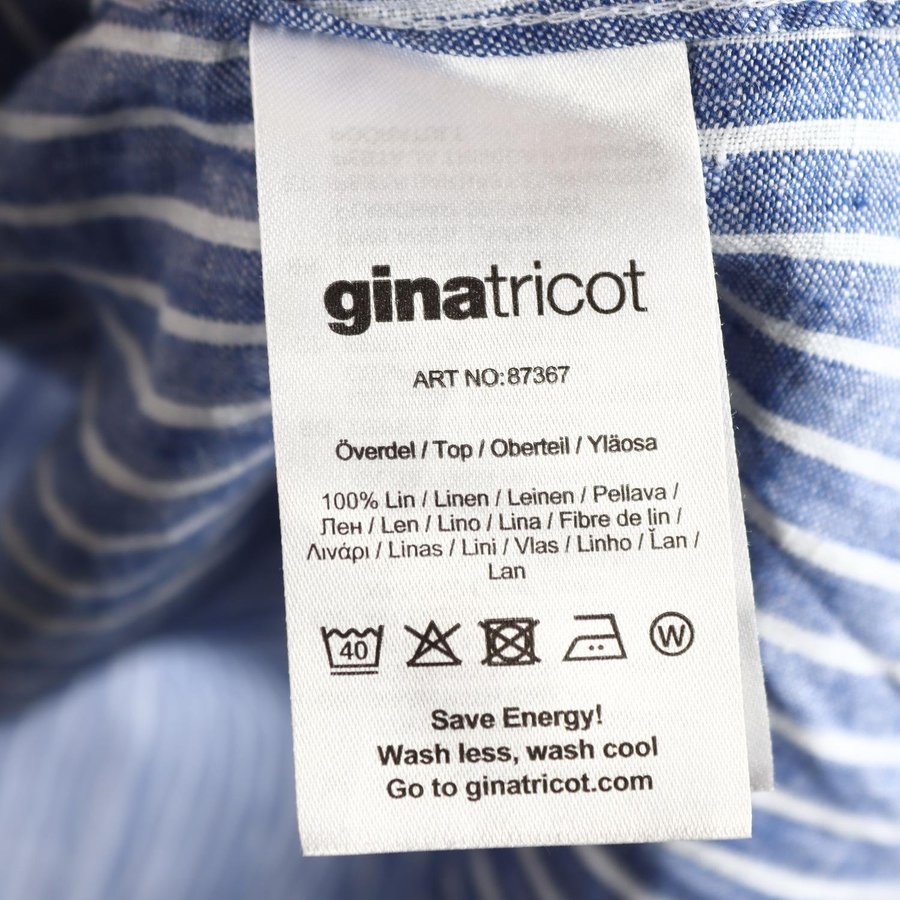 ginatricot
ART NO: 87367
Överdel / Top / Oberteil / Yläosa
100% Lin / Linen / Leinen / Pellava /
Лен / Len / Lino / Lina / Fibre de lin /
Λινάρι / Linas / Lini / Vlas / Linho / Ľan /
Lan
40 W
Save Energy!
Wash less, wash cool
Go to ginatricot.com